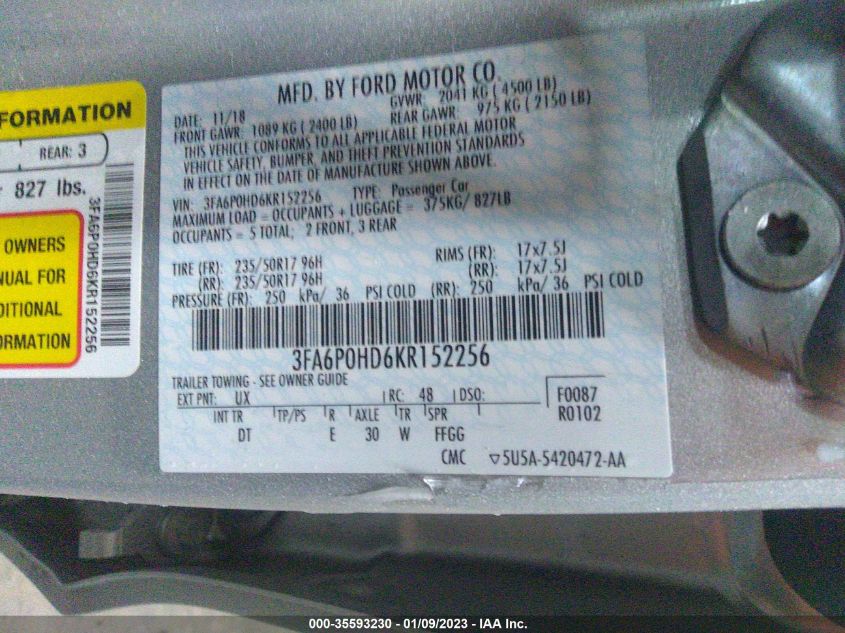 NFORMATION
REAR: 3
827 lbs.
OWNERS
NUAL FOR
DITIONAL
ORMATION
3FA6P0HD6KR152256
MFD. BY FORD MOTOR CO.
DATE: 11/18 GVWR: 2041 KG ( 4500 LB)
FRONT GAWR: 1089 KG ( 2400 LB) REAR GAWR: 975 KG ( 2150 LB)
THIS VEHICLE CONFORMS TO ALL APPLICABLE FEDERAL MOTOR
VEHICLE SAFETY, BUMPER, AND THEFT PREVENTION STANDARDS
IN EFFECT ON THE DATE OF MANUFACTURE SHOWN ABOVE.
VIN: 3FA6P0HD6KR152256 TYPE: Passenger Car
MAXIMUM LOAD = OCCUPANTS + LUGGAGE = 375KG/ 827LB
OCCUPANTS = 5 TOTAL; 2 FRONT, 3 REAR
TIRE (FR): 235/50R17 96H RIMS (FR): 17x7.5J
(RR): 235/50R17 96H (RR): 17x7.5J
PRESSURE (FR): 250 kPa/ 36 PSI COLD (RR): 250 kPa/ 36 PSI COLD
3FA6P0HD6KR152256
TRAILER TOWING - SEE OWNER GUIDE
EXT PNT: UX RC: 48 DSO: F0087
INT TR TP/PS R AXLE TR SPR R0102
DT E 30 W FFGG
CMC ▽5U5A-5420472-AA
000-35593230 - 01/09/2023 - IAA Inc.